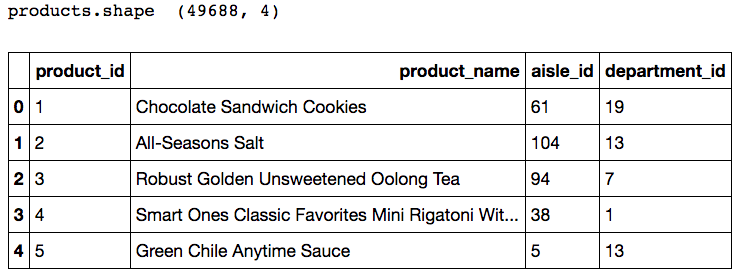 products.shape  (49688, 4)
product_id product_name aisle_id department_id
0 1 Chocolate Sandwich Cookies 61 19
1 2 All-Seasons Salt 104 13
2 3 Robust Golden Unsweetened Oolong Tea 94 7
3 4 Smart Ones Classic Favorites Mini Rigatoni Wit... 38 1
4 5 Green Chile Anytime Sauce 5 13